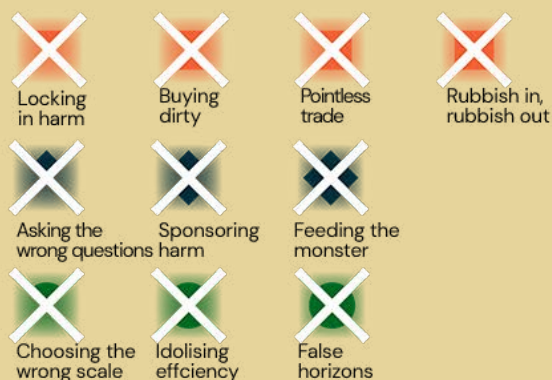 Locking
in harm
Buying
dirty
Pointless
trade
Rubbish in,
rubbish out
Asking the
wrong questions
Sponsoring
harm
Feeding the
monster
Choosing the
wrong scale
Idolising
effciency
False
horizons